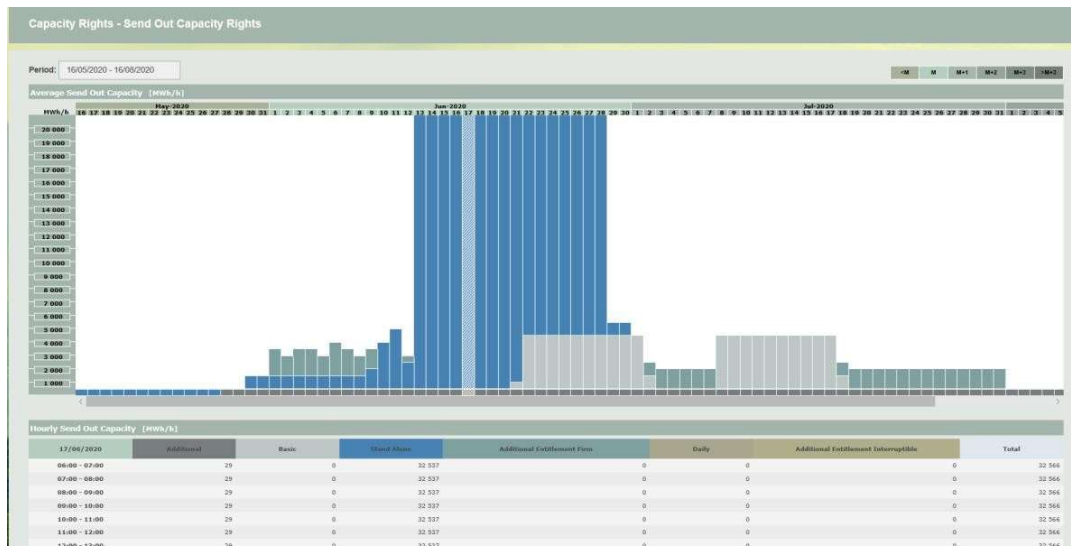 Capacity Rights - Send Out Capacity Rights
Period: 16/05/2020 - 16/08/2020
<M M M+1 M+2 M+3 >M+3
Average Send Out Capacity [MWh/h]
May-2020 Jun-2020 Jul-2020
MWh/h 16 17 18 19 20 21 22 23 24 25 26 27 28 29 30 31 1 2 3 4 5 6 7 8 9 10 11 12 13 14 15 16 17 18 19 20 21 22 23 24 25 26 27 28 29 30 1 2 3 4 5 6 7 8 9 10 11 12 13 14 15 16 17 18 19 20 21 22 23 24 25 26 27 28 29 30 31 1 2 3 4 5
20 000
19 000
18 000
17 000
16 000
15 000
14 000
13 000
12 000
11 000
10 000
9 000
8 000
7 000
6 000
5 000
4 000
3 000
2 000
1 000
Hourly Send Out Capacity [MWh/h]
17/06/2020 Additional Basic Stand Alone Additional Entitlement Firm Daily Additional Entitlement Interruptible Total
06:00 - 07:00 29 0 32 537 0 0 0 32 566
07:00 - 08:00 29 0 32 537 0 0 0 32 566
08:00 - 09:00 29 0 32 537 0 0 0 32 566
09:00 - 10:00 29 0 32 537 0 0 0 32 566
10:00 - 11:00 29 0 32 537 0 0 0 32 566
11:00 - 12:00 29 0 32 537 0 0 0 32 566
12:00 - 13:00 29 0 32 537 0 0 0 32 566